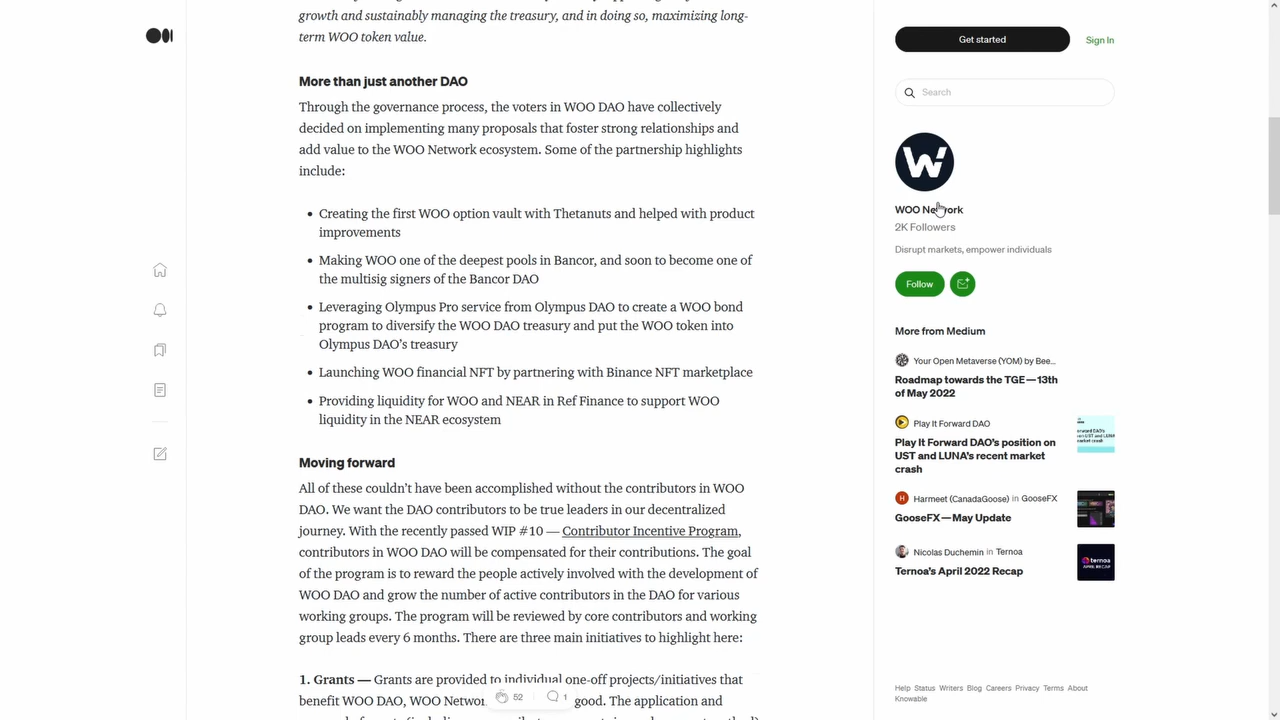 growth and sustainably managing the treasury, and in doing so, maximizing long-
term WOO token value.
More than just another DAO
Through the governance process, the voters in WOO DAO have collectively
decided on implementing many proposals that foster strong relationships and
add value to the WOO Network ecosystem. Some of the partnership highlights
include:
• Creating the first WOO option vault with Thetanuts and helped with product
improvements
• Making WOO one of the deepest pools in Bancor, and soon to become one of
the multisig signers of the Bancor DAO
• Leveraging Olympus Pro service from Olympus DAO to create a WOO bond
program to diversify the WOO DAO treasury and put the WOO token into
Olympus DAO’s treasury
• Launching WOO financial NFT by partnering with Binance NFT marketplace
• Providing liquidity for WOO and NEAR in Ref Finance to support WOO
liquidity in the NEAR ecosystem
Moving forward
All of these couldn’t have been accomplished without the contributors in WOO
DAO. We want the DAO contributors to be true leaders in our decentralized
journey. With the recently passed WIP #10 — Contributor Incentive Program,
contributors in WOO DAO will be compensated for their contributions. The goal
of the program is to reward the people actively involved with the development of
WOO DAO and grow the number of active contributors in the DAO for various
working groups. The program will be reviewed by core contributors and working
group leads every 6 months. There are three main initiatives to highlight here:
1. Grants — Grants are provided to individual one-off projects/initiatives that
benefit WOO DAO, WOO Networ good. The application and
52 1
Get started Sign In
Search
W
WOO Network
2K Followers
Disrupt markets, empower individuals
Follow
More from Medium
Your Open Metaverse (YOM) by Bee...
Roadmap towards the TGE — 13th
of May 2022
Play It Forward DAO
Play It Forward DAO’s position on
UST and LUNA’s recent market
crash
H Harmeet (CanadaGoose) in GooseFX
GooseFX — May Update
Nicolas Duchemin in Ternoa
Ternoa’s April 2022 Recap
ternoa
APRIL RECAP
Help Status Writers Blog Careers Privacy Terms About
Knowable